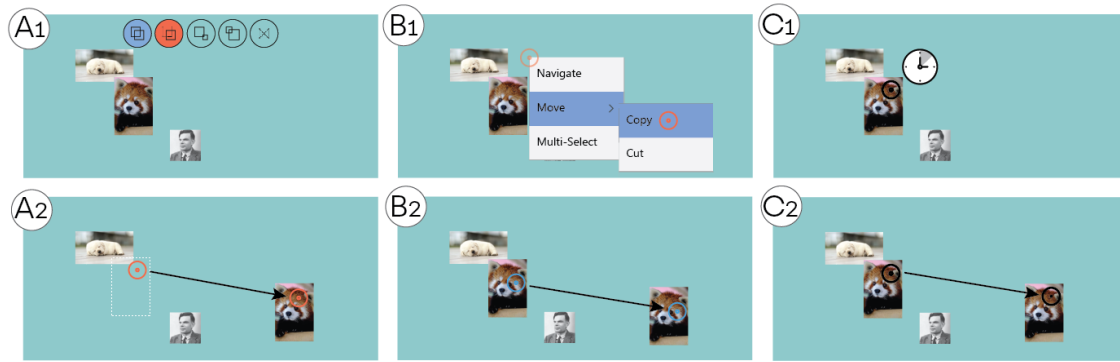 A1
B1
Navigate
Move
Multi-Select
Copy
Cut
C1
A2
B2
C2